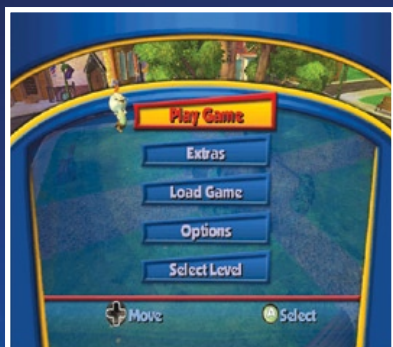 Play Game
Extras
Load Game
Options
Select Level
Move
A Select